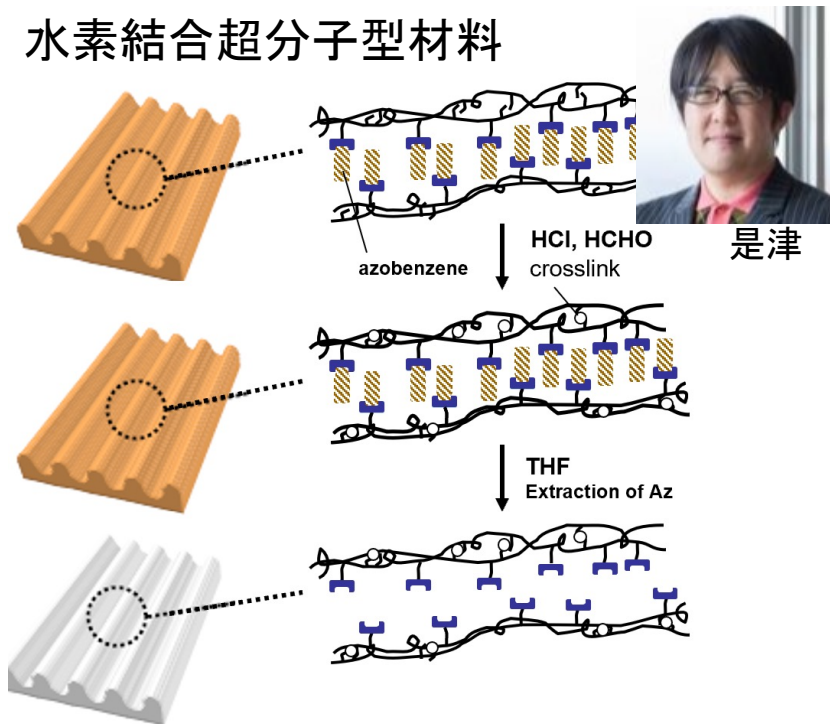 水素結合超分子型材料
是津
azobenzene
HCl, HCHO
crosslink
THF
Extraction of Az